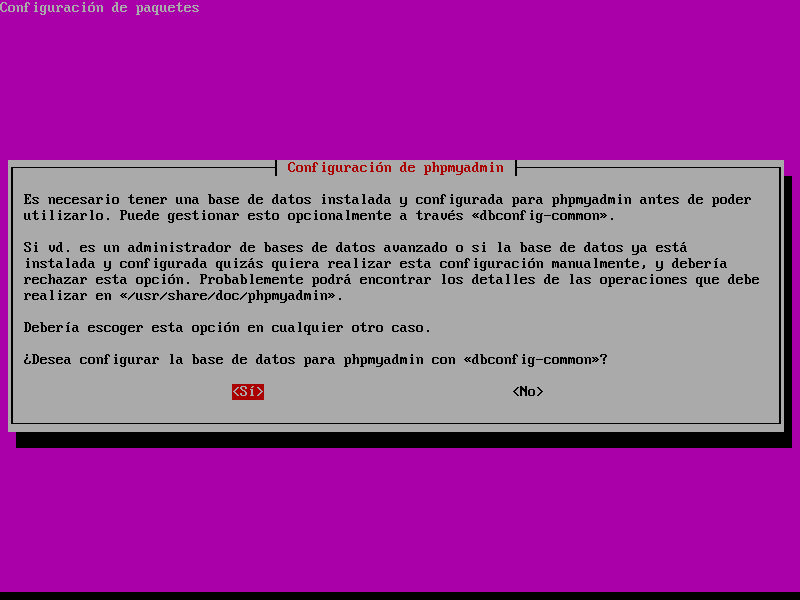 Configuración de paquetes
Configuración de phpmyadmin
Es necesario tener una base de datos instalada y configurada para phpmyadmin antes de poder
utilizarlo. Puede gestionar esto opcionalmente a través «dbconfig-common».
Si vd. es un administrador de bases de datos avanzado o si la base de datos ya está
instalada y configurada quizás quiera realizar esta configuración manualmente, y debería
rechazar esta opción. Probablemente podrá encontrar los detalles de las operaciones que debe
realizar en «/usr/share/doc/phpmyadmin».
Debería escoger esta opción en cualquier otro caso.
¿Desea configurar la base de datos para phpmyadmin con «dbconfig-common»?
<Sí> <No>